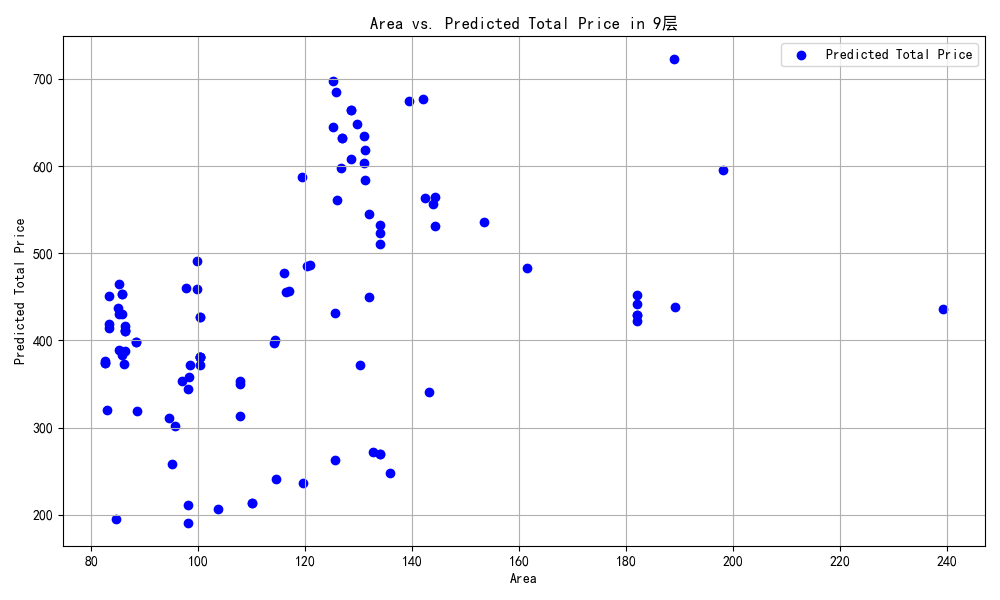 Area vs. Predicted Total Price in 9层
Predicted Total Price
700
600
500
400
300
200
Predicted Total Price
80 100 120 140 160 180 200 220 240
Area